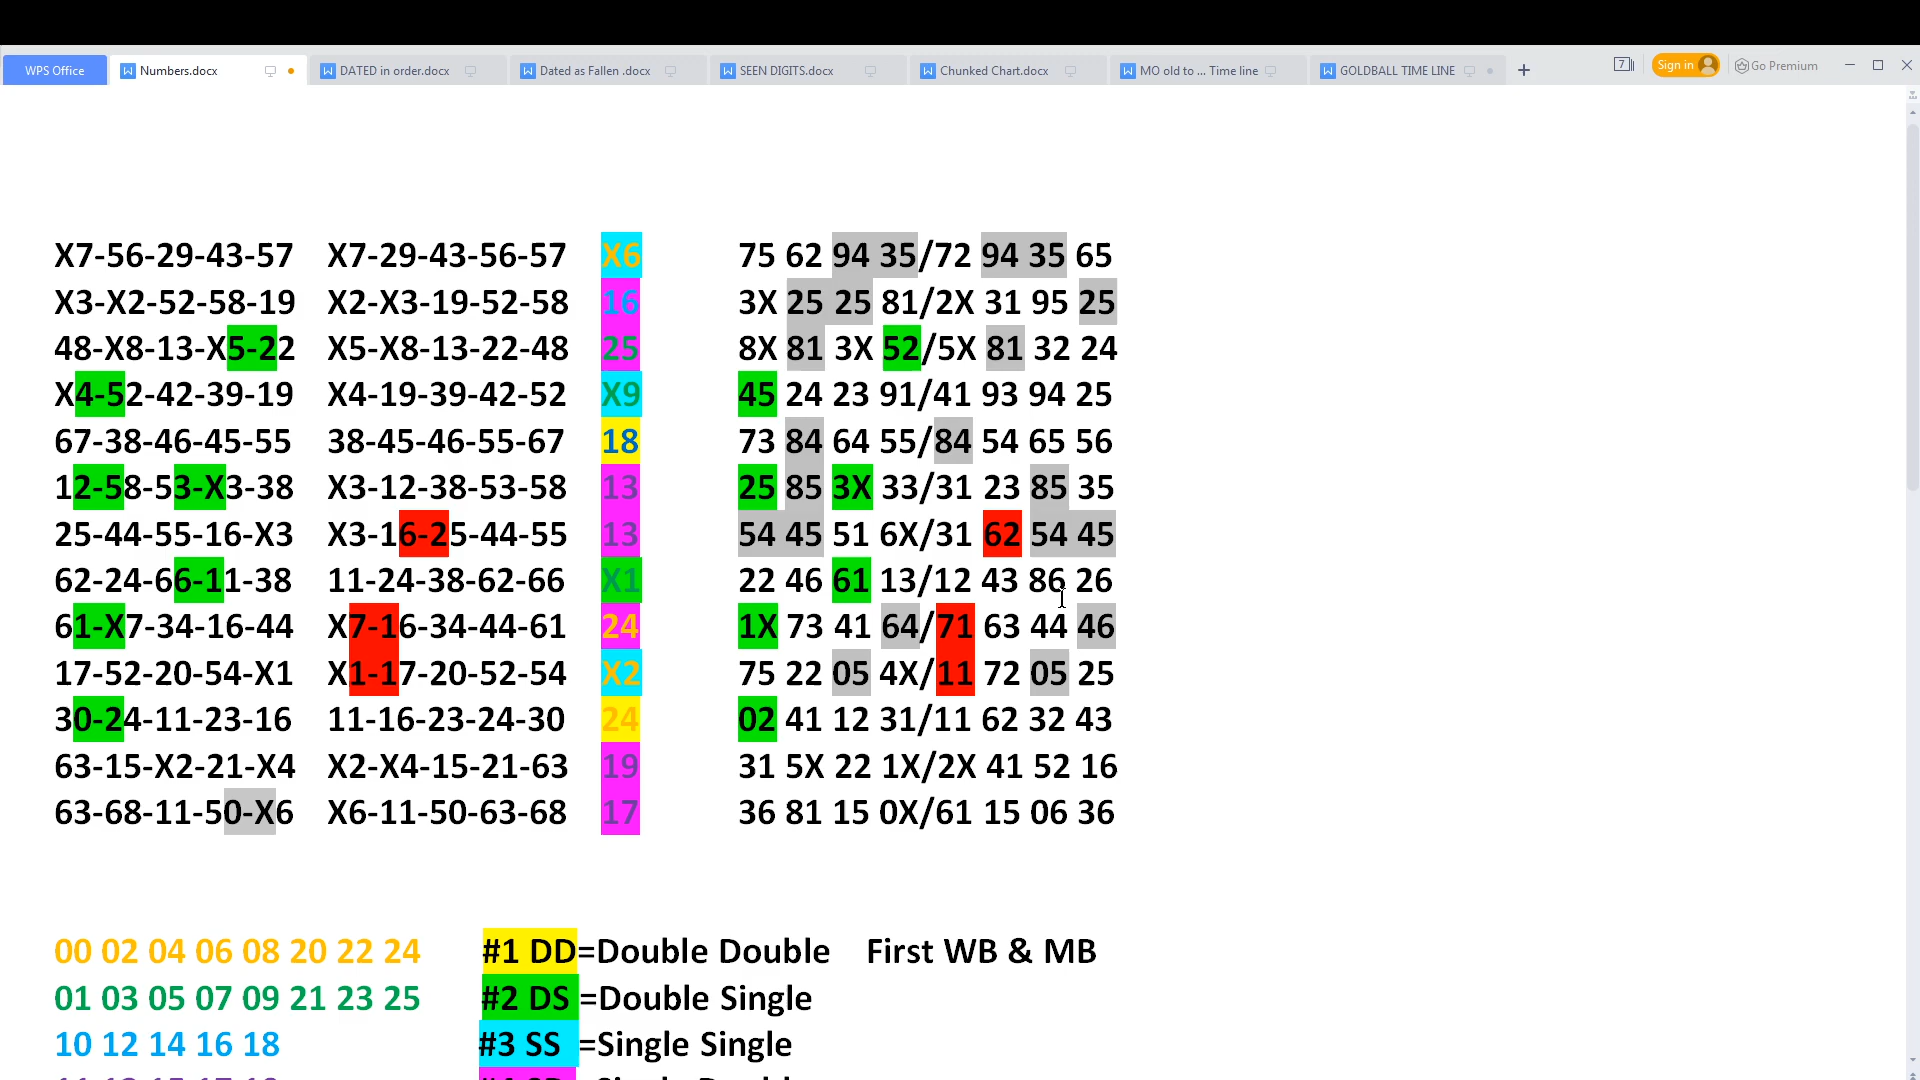 WPS Office Numbers.docx DATED in order.docx Dated as Fallen .docx SEEN DIGITS.docx Chunked Chart.docx MO old to ... Time line GOLDBALL TIME LINE + 7 Sign in Go Premium
X7-56-29-43-57 X7-29-43-56-57 X6 75 62 94 35/72 94 35 65
X3-X2-52-58-19 X2-X3-19-52-58 16 3X 25 25 81/2X 31 95 25
48-X8-13-X5-22 X5-X8-13-22-48 25 8X 81 3X 52/5X 81 32 24
X4-52-42-39-19 X4-19-39-42-52 X9 45 24 23 91/41 93 94 25
67-38-46-45-55 38-45-46-55-67 18 73 84 64 55/84 54 65 56
12-58-53-X3-38 X3-12-38-53-58 13 25 85 3X 33/31 23 85 35
25-44-55-16-X3 X3-16-25-44-55 13 54 45 51 6X/31 62 54 45
62-24-66-11-38 11-24-38-62-66 X1 22 46 61 13/12 43 86 26
61-X7-34-16-44 X7-16-34-44-61 24 1X 73 41 64/71 63 44 46
17-52-20-54-X1 X1-17-20-52-54 X2 75 22 05 4X/11 72 05 25
30-24-11-23-16 11-16-23-24-30 24 02 41 12 31/11 62 32 43
63-15-X2-21-X4 X2-X4-15-21-63 19 31 5X 22 1X/2X 41 52 16
63-68-11-50-X6 X6-11-50-63-68 17 36 81 15 0X/61 15 06 36
00 02 04 06 08 20 22 24 #1 DD=Double Double First WB & MB
01 03 05 07 09 21 23 25 #2 DS =Double Single
10 12 14 16 18 #3 SS =Single Single